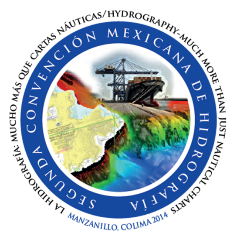 LA HIDROGRAFÍA: MUCHO MÁS QUE CARTAS NÁUTICAS/HYDROGRAPHY-MUCH MORE THAN JUST NAUTICAL CHARTS
SEGUNDA CONVENCIÓN MEXICANA DE HIDROGRAFÍA
MANZANILLO, COLIMA 2014